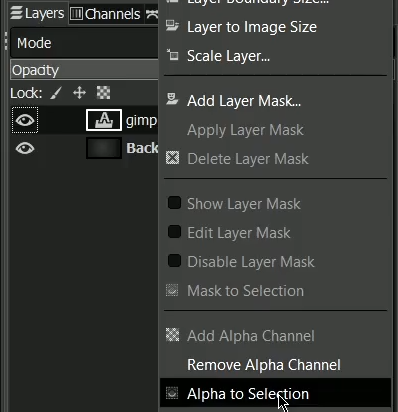 Layers Channels
Layer Boundary Size...
Layer to Image Size
Mode
Scale Layer...
Opacity
Lock:
Add Layer Mask...
gimp
Apply Layer Mask
Back
Delete Layer Mask
Show Layer Mask
Edit Layer Mask
Disable Layer Mask
Mask to Selection
Add Alpha Channel
Remove Alpha Channel
Alpha to Selection